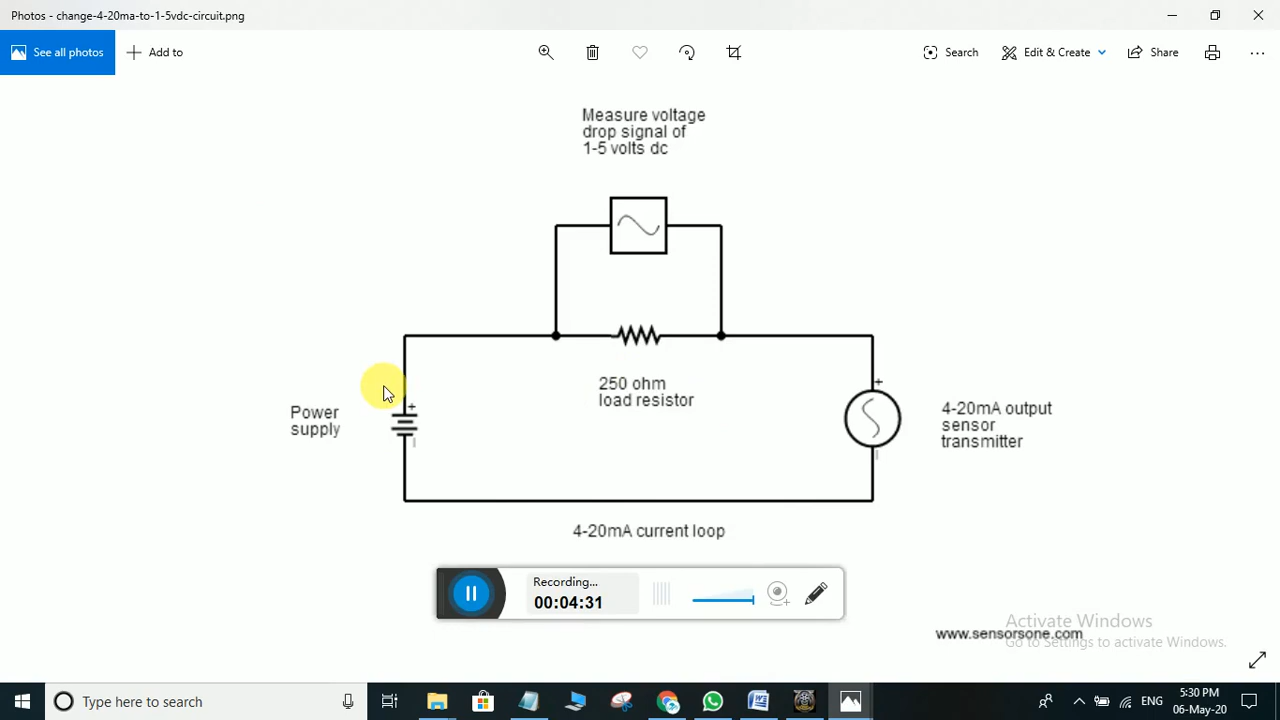 Photos - change-4-20ma-to-1-5vdc-circuit.png
See all photos
Add to
Search
Edit & Create
Share
Measure voltage
drop signal of
1-5 volts dc
250 ohm
load resistor
Power
supply
+
+
4-20mA output
sensor
transmitter
4-20mA current loop
Recording...
00:04:31
Activate Windows
www.sensorsone.com
Go to Settings to activate Windows.
Type here to search
ENG
5:30 PM
06-May-20